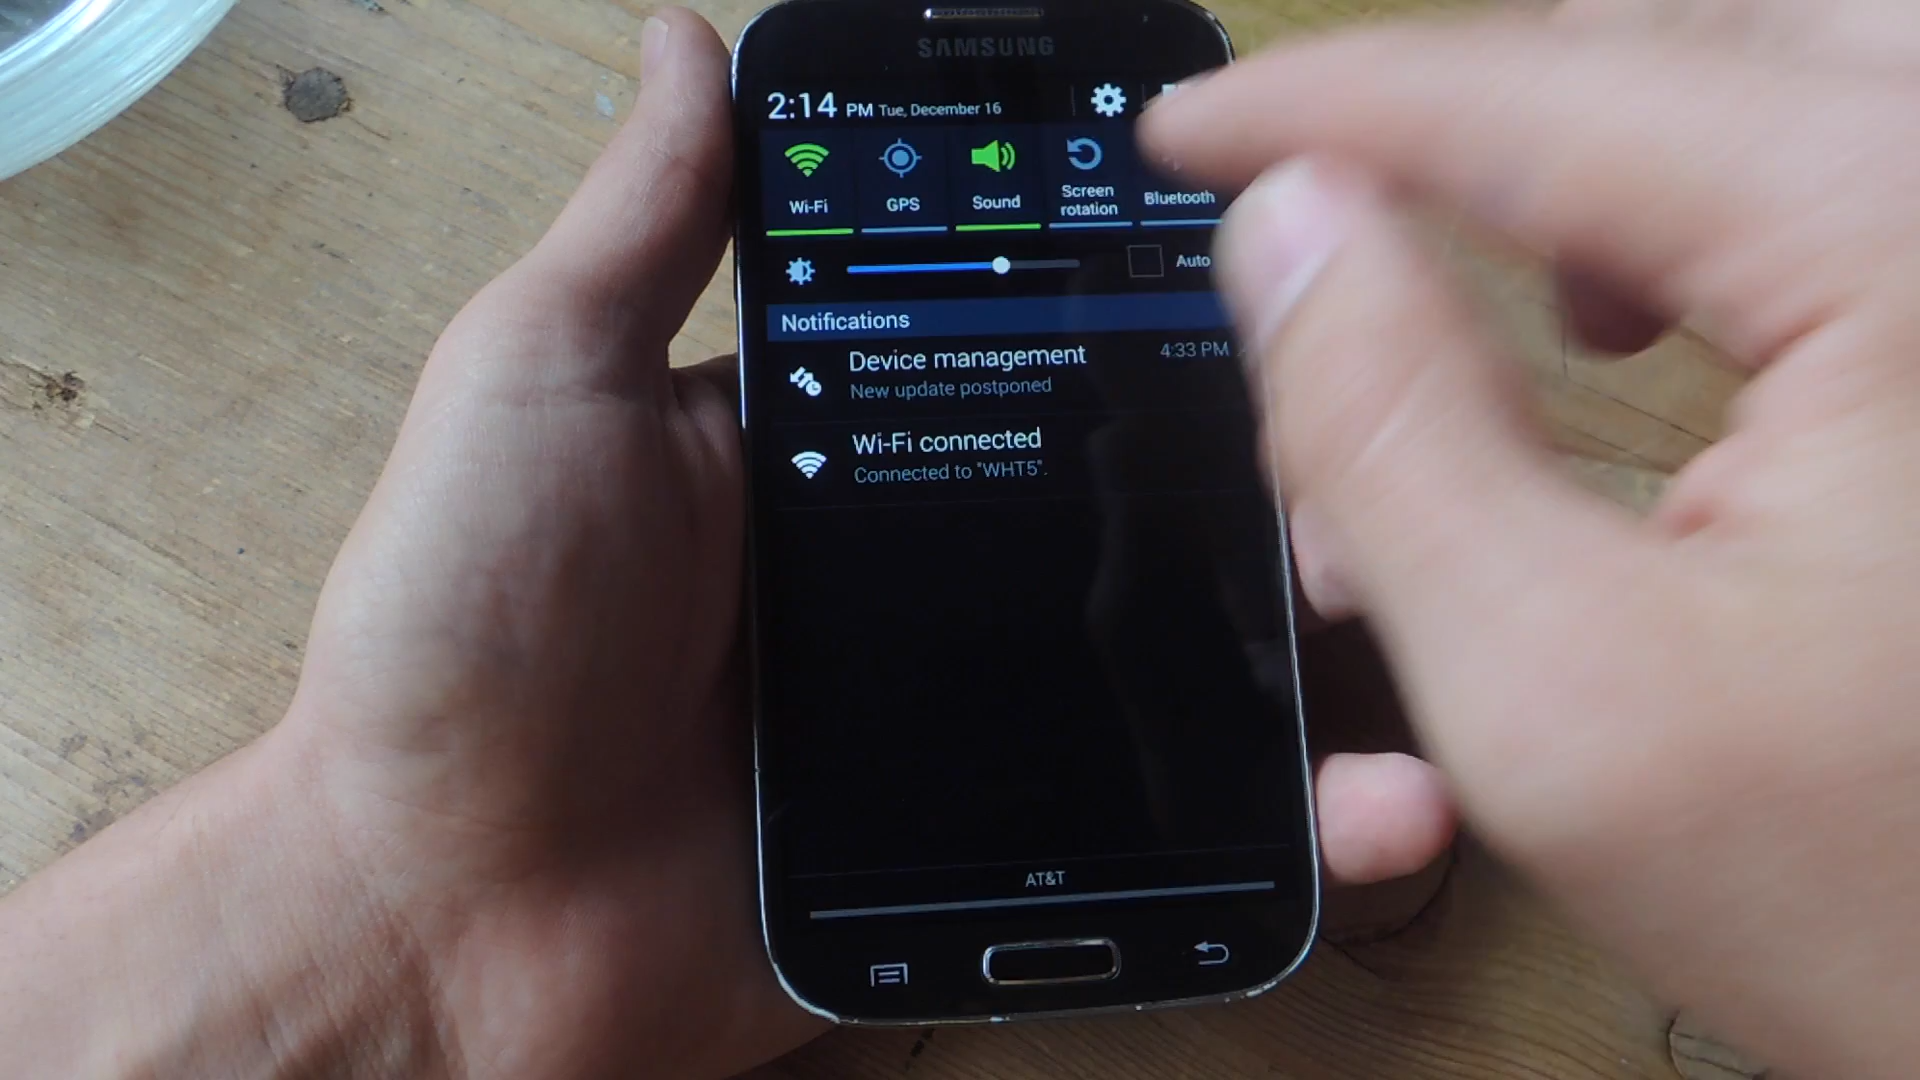 SAMSUNG
2:14 PM Tue, December 16
Wi-Fi
GPS
Sound
Screen
rotation
Bluetooth
Auto
Notifications
Device management
4:33 PM
New update postponed
Wi-Fi connected
Connected to "WHT5".
AT&T